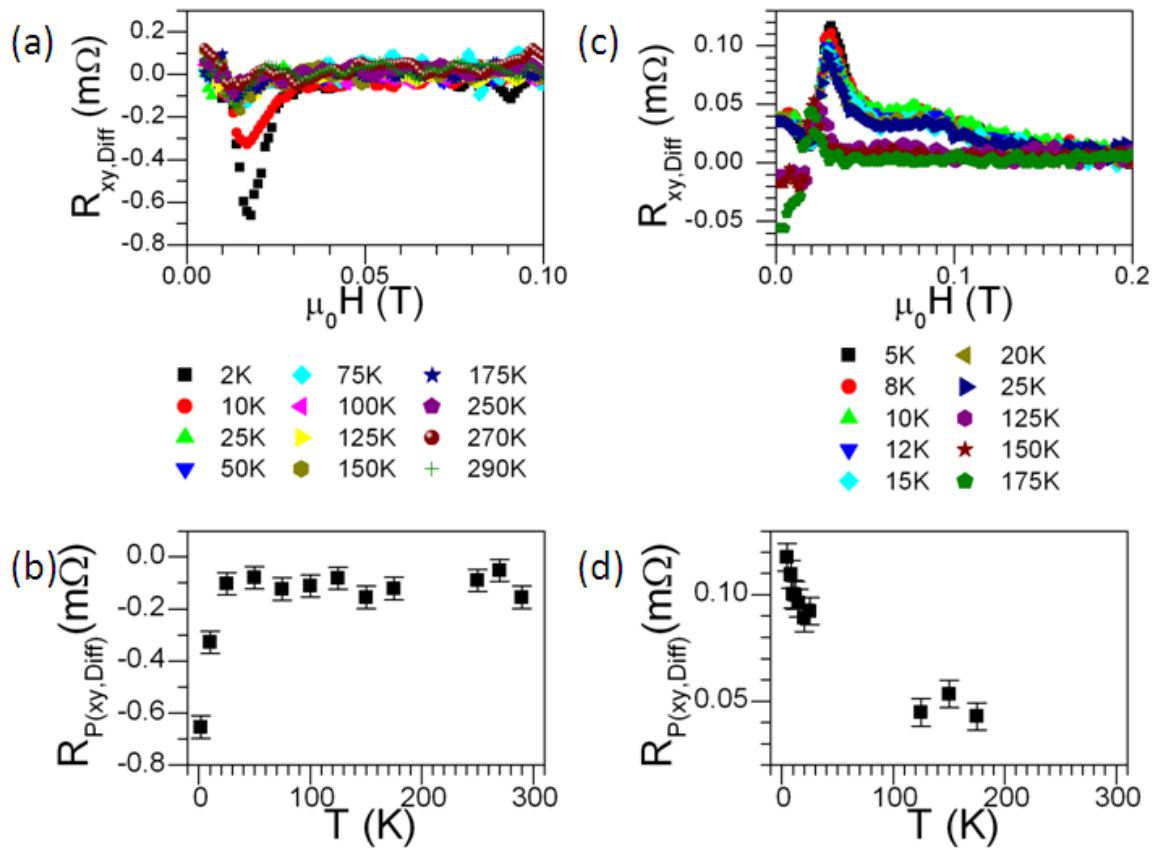 (a)
R_xy,Diff (mΩ)
0.2
0.0
-0.2
-0.4
-0.6
-0.8
0.00
0.05
0.10
μ₀H (T)
2K
10K
25K
50K
75K
100K
125K
150K
175K
250K
270K
290K
(c)
R_xy,Diff (mΩ)
0.10
0.05
0.00
-0.05
0.0
0.1
0.2
μ₀H (T)
5K
8K
10K
12K
15K
20K
25K
125K
150K
175K
(b)
R_P(xy,Diff) (mΩ)
0.0
-0.2
-0.4
-0.6
-0.8
0
100
200
300
T (K)
(d)
R_P(xy,Diff) (mΩ)
0.10
0.05
0
100
200
300
T (K)